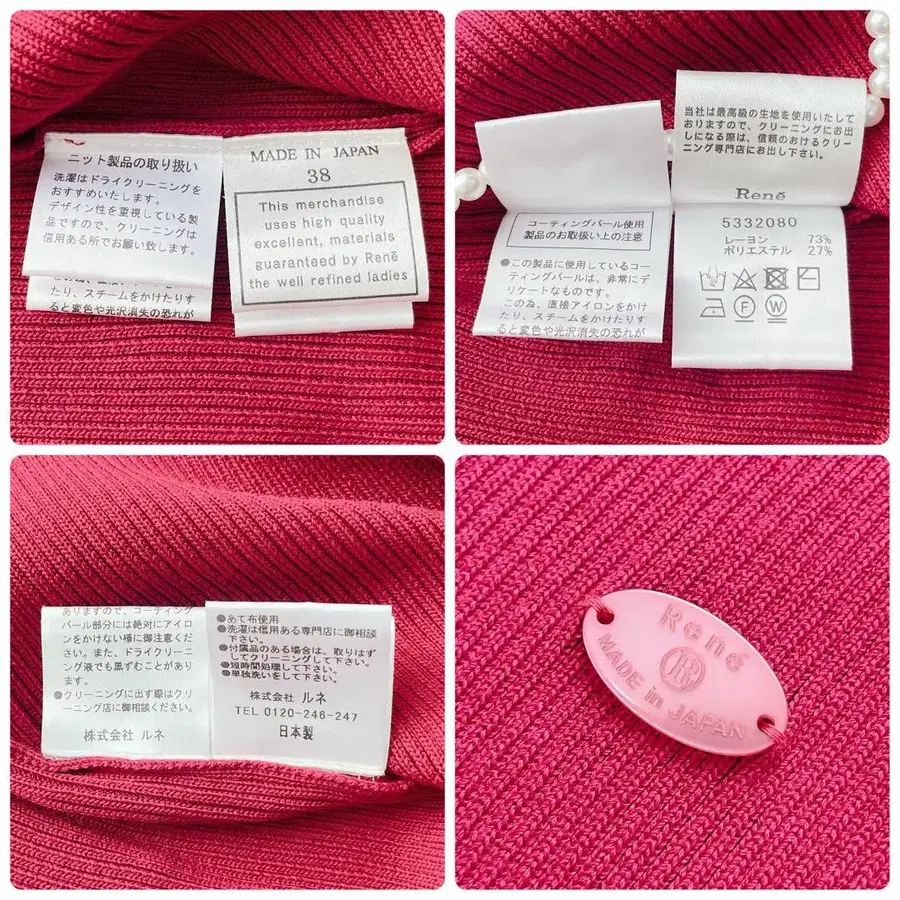 ニット製品の取り扱い
洗濯はドライクリーニングを
おすすめいたします。
デザイン性を重視している製
品ですので、クリーニングは
信用ある所でお願い致します。
たり、スチームをかけたりす
ると変色や光沢消失の恐れが
MADE IN JAPAN
38
This merchandise
uses high quality
excellent, materials
guaranteed by René
the well refined ladies
当社は最高級の生地を使用いたして
おりますので、クリーニングにお出
しになる際は、信頼のおけるクリー
ニング専門店にお出し下さい。
René
コーティングパール使用
製品のお取扱い上の注意
●この製品に使用しているコー
ティングパールは、非常にデ
リケートなものです。
この為、直接アイロンをかけ
たり、スチームをかけたりす
ると変色や光沢消失の恐れが
5332080
レーヨン 73%
ポリエステル 27%
F W
ありますので、コーティング
パール部分には絶対にアイロ
ンをかけない様に御注意くだ
さい。また、ドライクリーニ
ング液でも黒ずむことがあり
ます。
●クリーニングに出す際はクリ
ーニング店に御相談ください。
株式会社 ルネ
●あて布使用
●洗濯は信用ある専門店に御相談
下さい。
●付属品のある場合は、取りはず
してクリーニングして下さい。
●短時間処理して下さい。
●単独洗いをして下さい。
株式会社 ルネ
TEL 0120-246-247
日本製
René
R
MADE in JAPAN